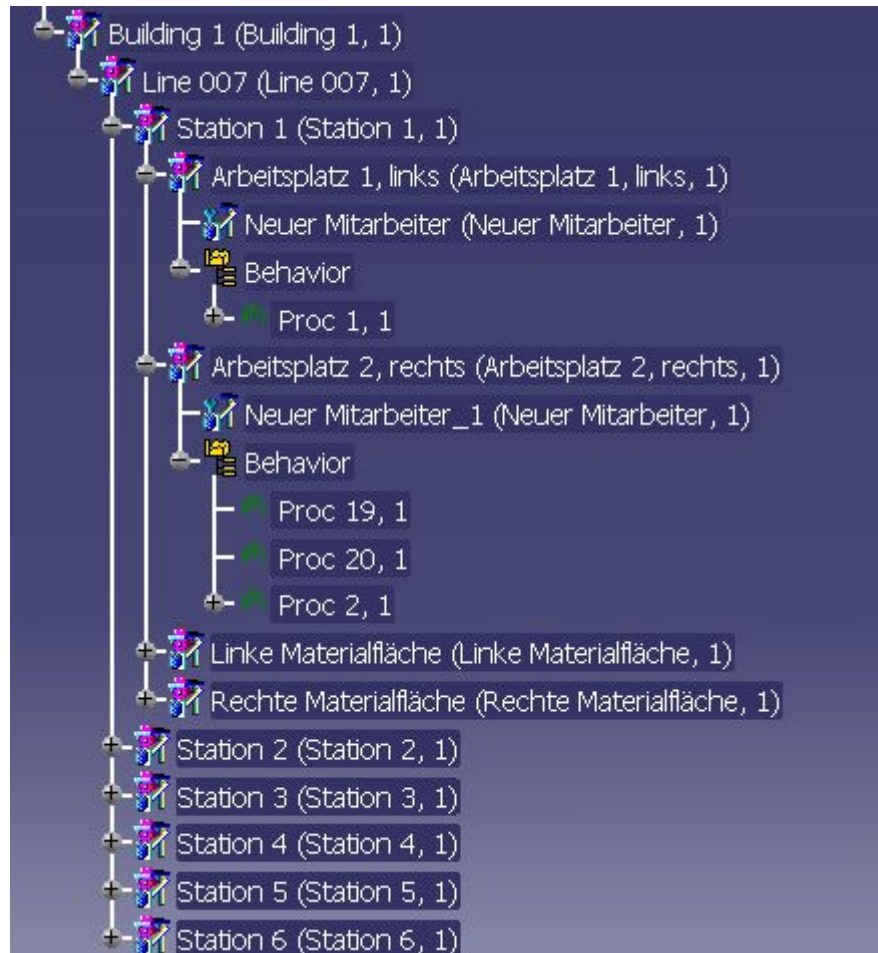 Building 1 (Building 1, 1)
Line 007 (Line 007, 1)
Station 1 (Station 1, 1)
Arbeitsplatz 1, links (Arbeitsplatz 1, links, 1)
Neuer Mitarbeiter (Neuer Mitarbeiter, 1)
Behavior
Proc 1, 1
Arbeitsplatz 2, rechts (Arbeitsplatz 2, rechts, 1)
Neuer Mitarbeiter_1 (Neuer Mitarbeiter, 1)
Behavior
Proc 19, 1
Proc 20, 1
Proc 2, 1
Linke Materialfläche (Linke Materialfläche, 1)
Rechte Materialfläche (Rechte Materialfläche, 1)
Station 2 (Station 2, 1)
Station 3 (Station 3, 1)
Station 4 (Station 4, 1)
Station 5 (Station 5, 1)
Station 6 (Station 6, 1)